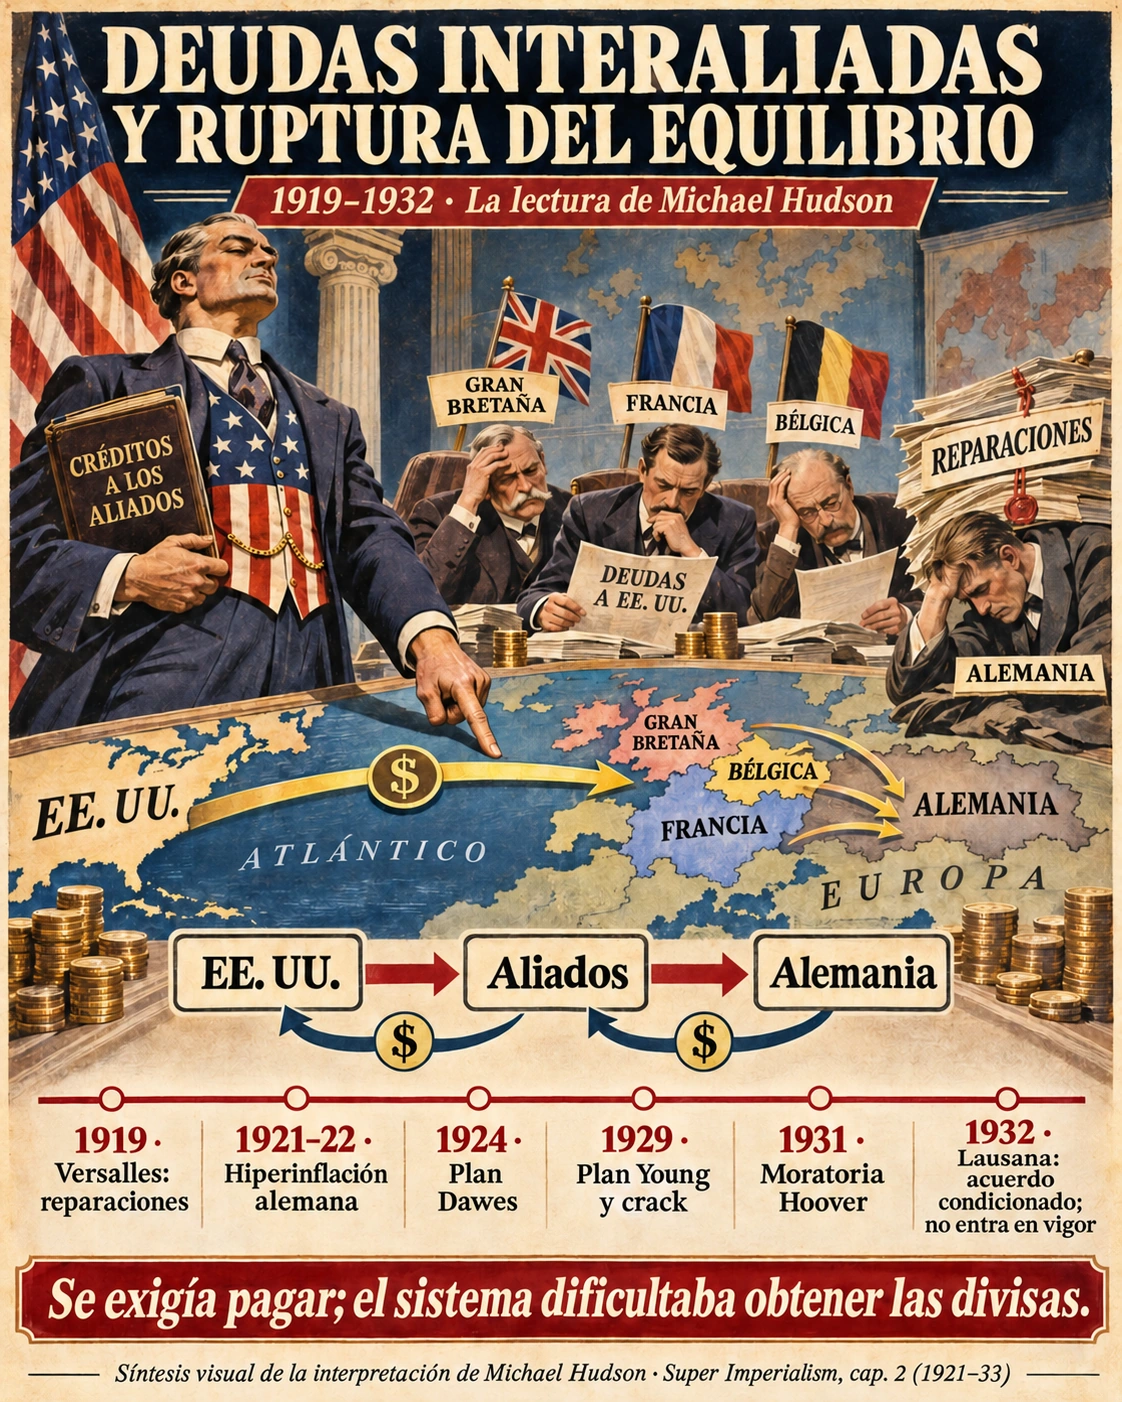 DEUDAS INTERALIADAS
Y RUPTURA DEL EQUILIBRIO
1919–1932 · La lectura de Michael Hudson
GRAN
BRETAÑA
FRANCIA
BÉLGICA
REPARACIONES
CRÉDITOS
A LOS
ALIADOS
DEUDAS
A EE. UU.
ALEMANIA
EE. UU.
$
ATLÁNTICO
GRAN
BRETAÑA
BÉLGICA
FRANCIA
ALEMANIA
EUROPA
EE. UU.
Aliados
Alemania
$
$
1919 ·
Versalles:
reparaciones
1921–22 ·
Hiperinflación
alemana
1924 ·
Plan
Dawes
1929 ·
Plan Young
y crack
1931 ·
Moratoria
Hoover
1932 ·
Lausana:
acuerdo
condicionado;
no entra en vigor
Se exigía pagar; el sistema dificultaba obtener las divisas.
Síntesis visual de la interpretación de Michael Hudson · Super Imperialism, cap. 2 (1921–33)